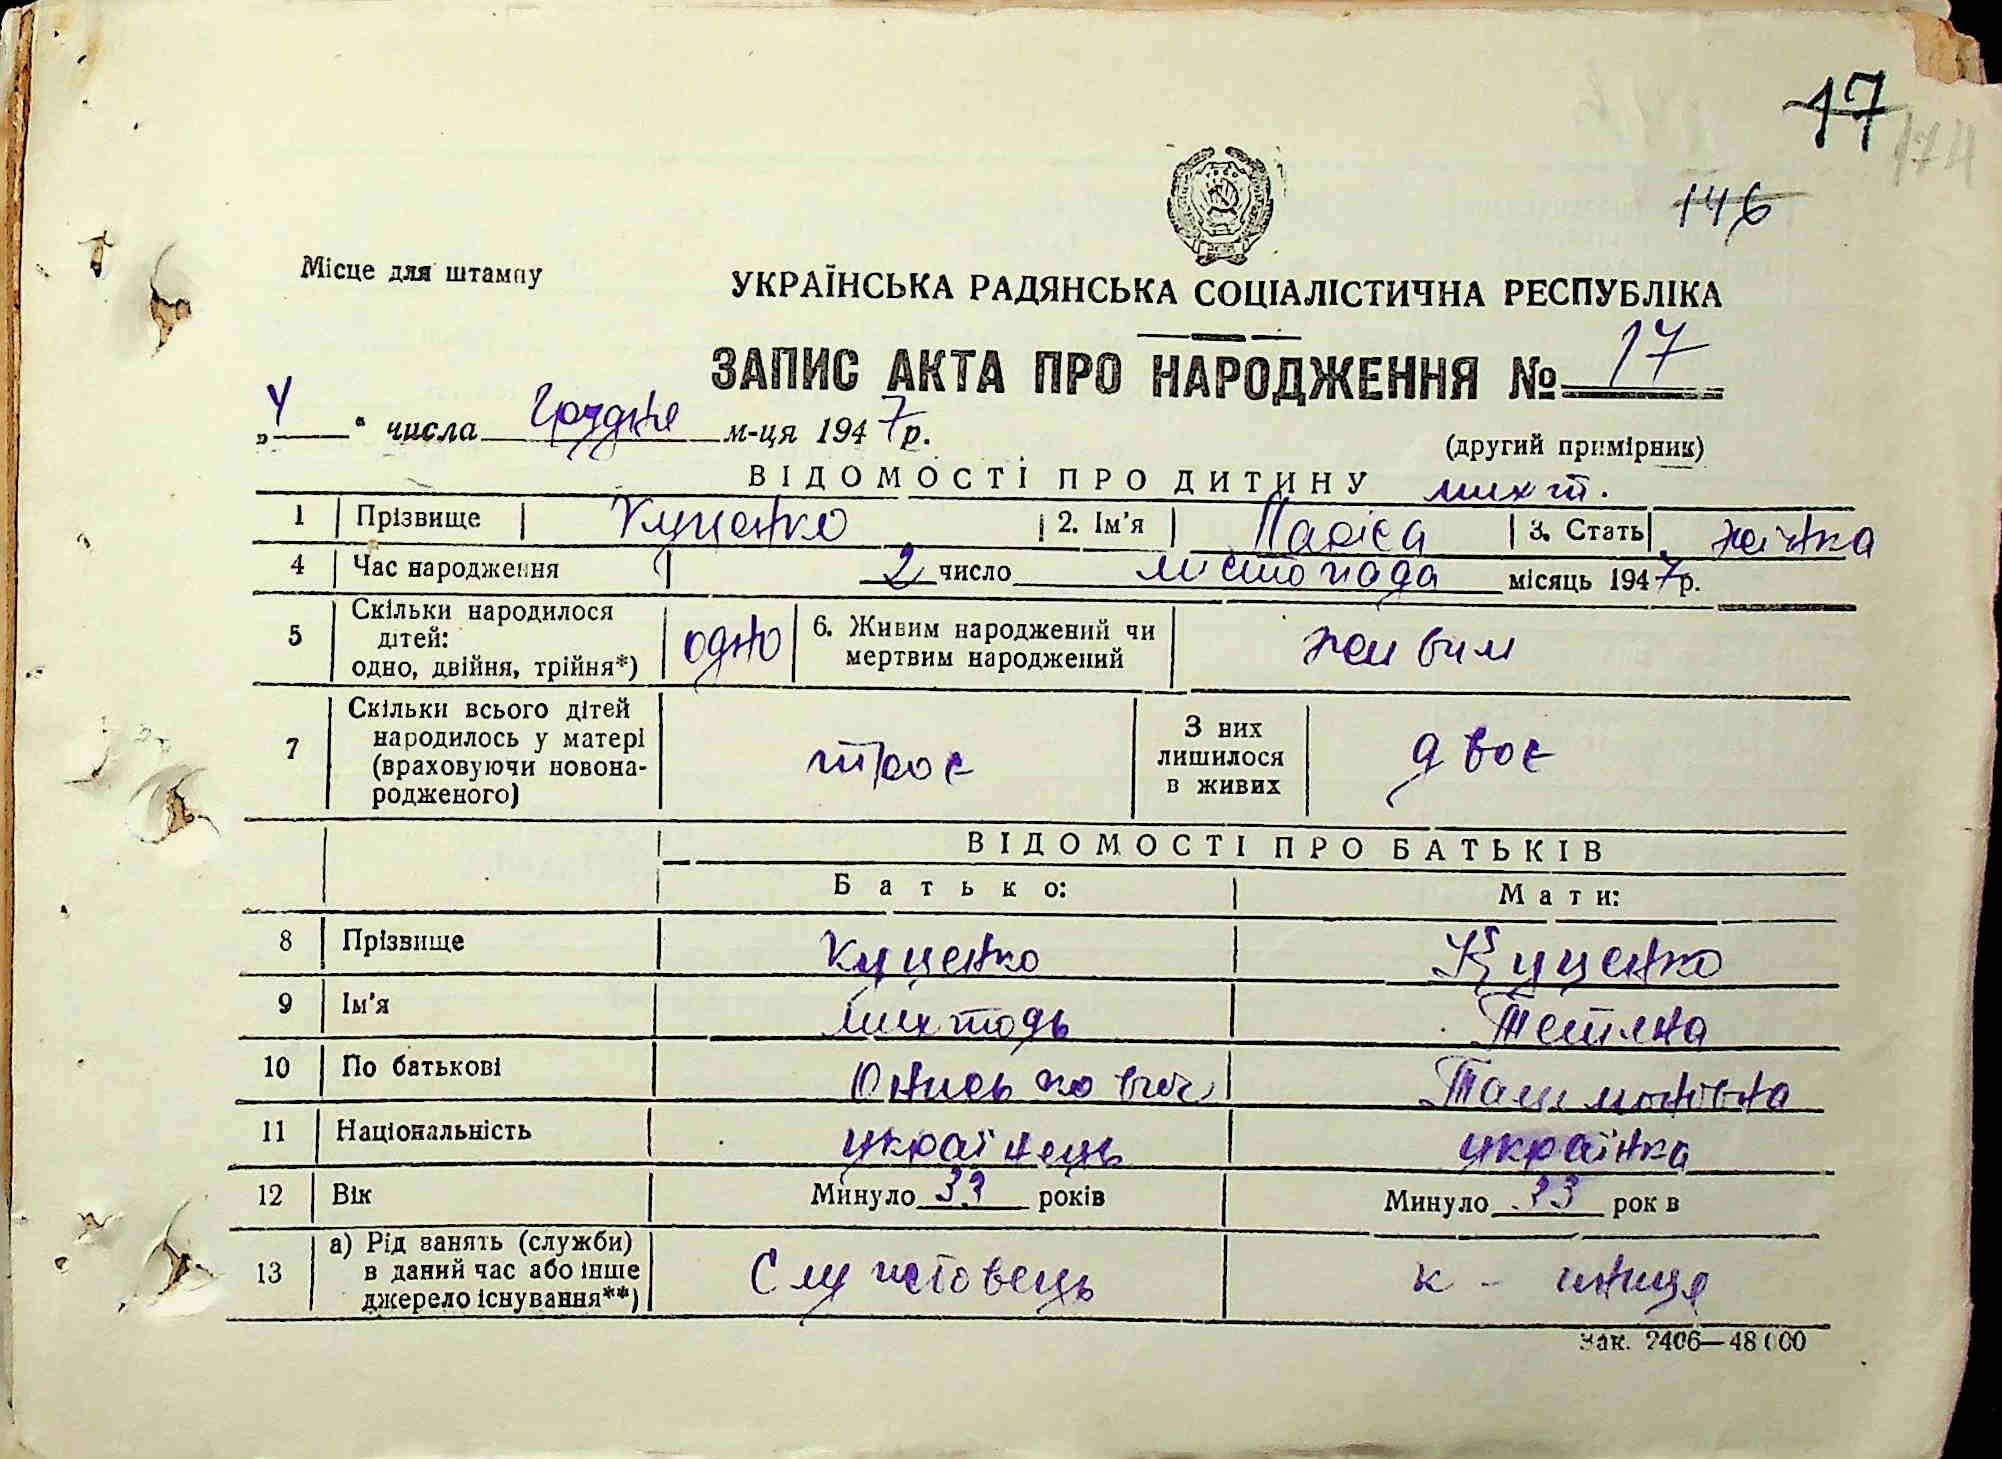 17
174
146
Місце для штампу
УКРАЇНСЬКА РАДЯНСЬКА СОЦІАЛІСТИЧНА РЕСПУБЛІКА
ЗАПИС АКТА ПРО НАРОДЖЕННЯ № 17
„ 4 “ числа Грудня м-ця 1947 р.
(другий примірник)
ВІДОМОСТІ ПРО ДИТИНУ
1 Прізвище Куценко 2. Ім'я Лариса 3. Стать жінка
4 Час народження 2 число листопада місяць 1947 р.
5 Скільки народилося дітей: одно, двійня, трійня*) одно 6. Живим народжений чи мертвим народжений живим
7 Скільки всього дітей народилось у матері (враховуючи новонародженого) троє З них лишилося в живих двоє
ВІДОМОСТІ ПРО БАТЬКІВ
Батько: Мати:
8 Прізвище Куценко Куценко
9 Ім'я Тетяна
10 По батькові
11 Національність українець українка
12 Вік Минуло 33 років Минуло 33 рок в
13 а) Рід занять (служби) в даний час або інше джерело існування**) к - ниця
Зак. 2406—48 000